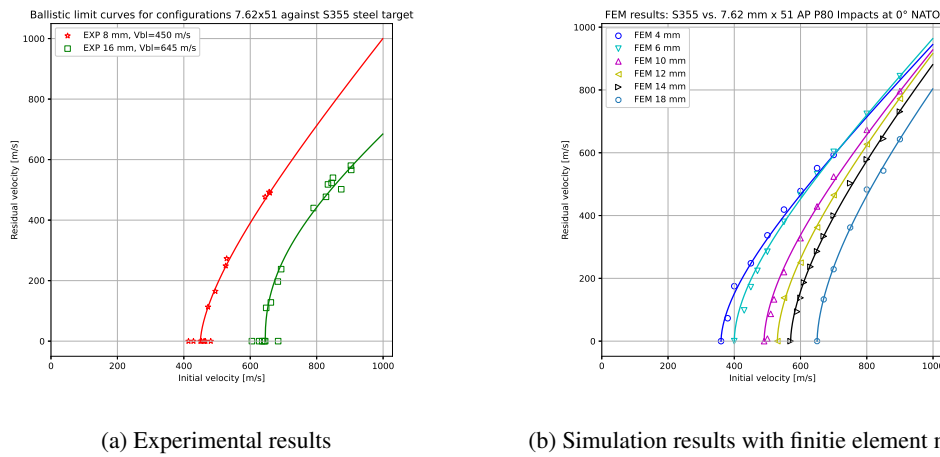 Ballistic limit curves for configurations 7.62x51 against S355 steel target
EXP 8 mm, Vbl=450 m/s
EXP 16 mm, Vbl=645 m/s
Residual velocity [m/s]
1000
800
600
400
200
0
0 200 400 600 800 1000
Initial velocity [m/s]
(a) Experimental results
FEM results: S355 vs. 7.62 mm x 51 AP P80 Impacts at 0° NATO
FEM 4 mm
FEM 6 mm
FEM 10 mm
FEM 12 mm
FEM 14 mm
FEM 18 mm
Residual velocity [m/s]
1000
800
600
400
200
0
0 200 400 600 800 1000
Initial velocity [m/s]
(b) Simulation results with finitie element